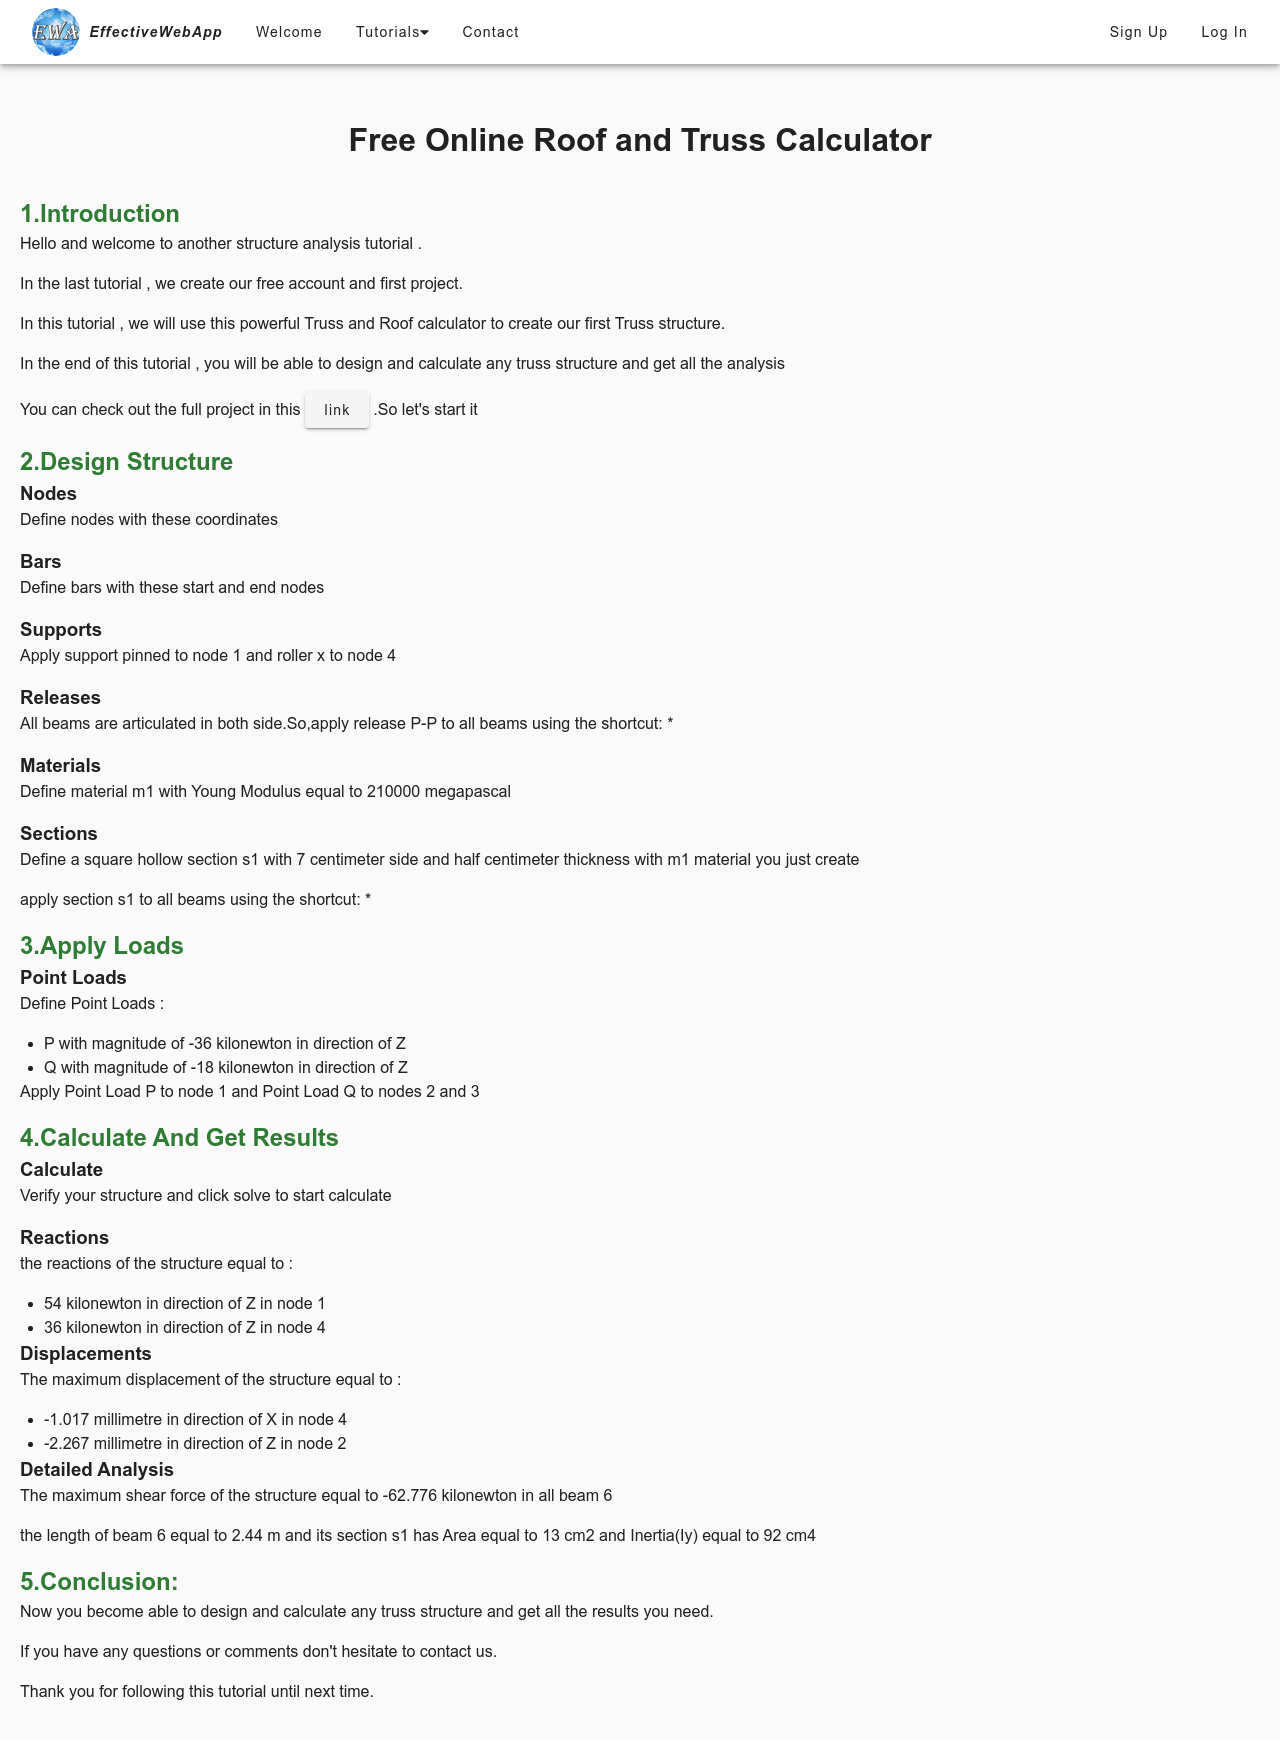 EWA EffectiveWebApp Welcome Tutorials Contact Sign Up Log In
Free Online Roof and Truss Calculator
1.Introduction
Hello and welcome to another structure analysis tutorial .
In the last tutorial , we create our free account and first project.
In this tutorial , we will use this powerful Truss and Roof calculator to create our first Truss structure.
In the end of this tutorial , you will be able to design and calculate any truss structure and get all the analysis
You can check out the full project in this link .So let's start it
2.Design Structure
Nodes
Define nodes with these coordinates
Bars
Define bars with these start and end nodes
Supports
Apply support pinned to node 1 and roller x to node 4
Releases
All beams are articulated in both side.So,apply release P-P to all beams using the shortcut: *
Materials
Define material m1 with Young Modulus equal to 210000 megapascal
Sections
Define a square hollow section s1 with 7 centimeter side and half centimeter thickness with m1 material you just create
apply section s1 to all beams using the shortcut: *
3.Apply Loads
Point Loads
Define Point Loads :
• P with magnitude of -36 kilonewton in direction of Z
• Q with magnitude of -18 kilonewton in direction of Z
Apply Point Load P to node 1 and Point Load Q to nodes 2 and 3
4.Calculate And Get Results
Calculate
Verify your structure and click solve to start calculate
Reactions
the reactions of the structure equal to :
• 54 kilonewton in direction of Z in node 1
• 36 kilonewton in direction of Z in node 4
Displacements
The maximum displacement of the structure equal to :
• -1.017 millimetre in direction of X in node 4
• -2.267 millimetre in direction of Z in node 2
Detailed Analysis
The maximum shear force of the structure equal to -62.776 kilonewton in all beam 6
the length of beam 6 equal to 2.44 m and its section s1 has Area equal to 13 cm2 and Inertia(Iy) equal to 92 cm4
5.Conclusion:
Now you become able to design and calculate any truss structure and get all the results you need.
If you have any questions or comments don't hesitate to contact us.
Thank you for following this tutorial until next time.